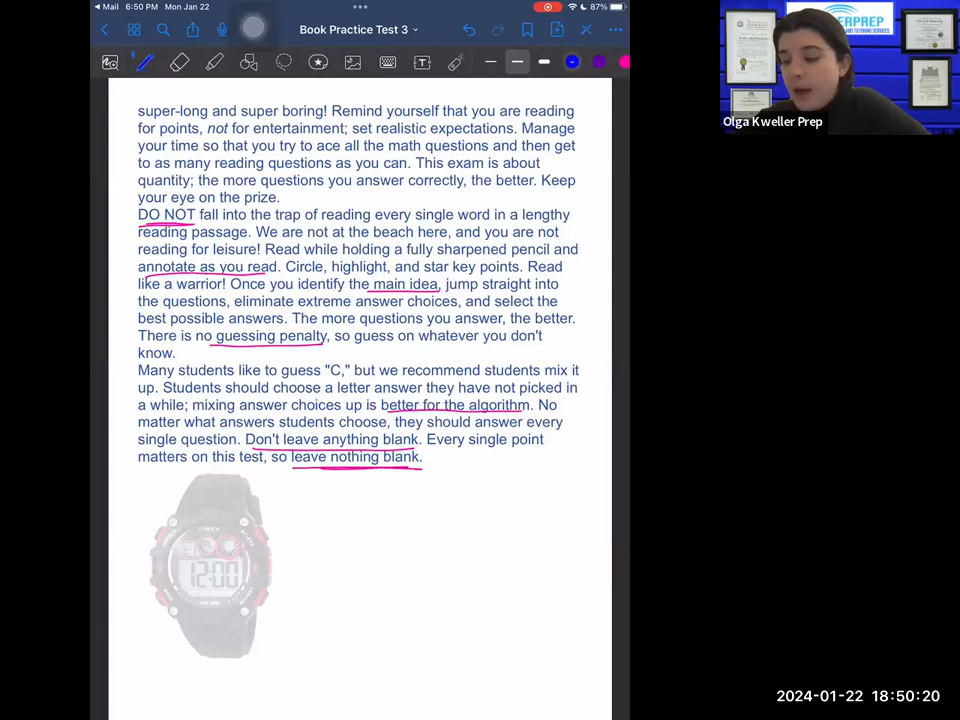 Mail 6:50 PM Mon Jan 22
87%
Book Practice Test 3
super-long and super boring! Remind yourself that you are reading
for points, not for entertainment; set realistic expectations. Manage
your time so that you try to ace all the math questions and then get
to as many reading questions as you can. This exam is about
quantity; the more questions you answer correctly, the better. Keep
your eye on the prize.
DO NOT fall into the trap of reading every single word in a lengthy
reading passage. We are not at the beach here, and you are not
reading for leisure! Read while holding a fully sharpened pencil and
annotate as you read. Circle, highlight, and star key points. Read
like a warrior! Once you identify the main idea, jump straight into
the questions, eliminate extreme answer choices, and select the
best possible answers. The more questions you answer, the better.
There is no guessing penalty, so guess on whatever you don't
know.
Many students like to guess "C," but we recommend students mix it
up. Students should choose a letter answer they have not picked in
a while; mixing answer choices up is better for the algorithm. No
matter what answers students choose, they should answer every
single question. Don't leave anything blank. Every single point
matters on this test, so leave nothing blank.
TIMEX
12:00
ERPREP
AND TUTORING SERVICES
Olga Kweller Prep
2024-01-22 18:50:20